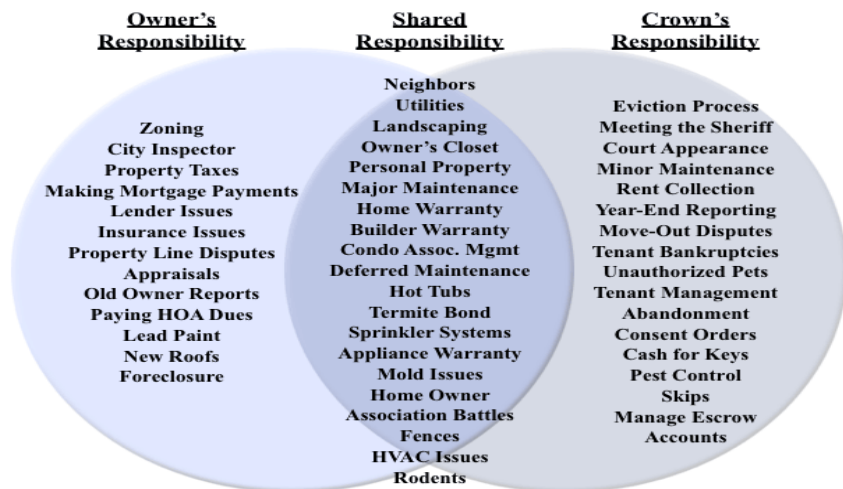 Owner's
Responsibility
Zoning
City Inspector
Property Taxes
Making Mortgage Payments
Lender Issues
Insurance Issues
Property Line Disputes
Appraisals
Old Owner Reports
Paying HOA Dues
Lead Paint
New Roofs
Foreclosure
Shared
Responsibility
Neighbors
Utilities
Landscaping
Owner's Closet
Personal Property
Major Maintenance
Home Warranty
Builder Warranty
Condo Assoc. Mgmt
Deferred Maintenance
Hot Tubs
Termite Bond
Sprinkler Systems
Appliance Warranty
Mold Issues
Home Owner
Association Battles
Fences
HVAC Issues
Rodents
Crown's
Responsibility
Eviction Process
Meeting the Sheriff
Court Appearance
Minor Maintenance
Rent Collection
Year-End Reporting
Move-Out Disputes
Tenant Bankruptcies
Unauthorized Pets
Tenant Management
Abandonment
Consent Orders
Cash for Keys
Pest Control
Skips
Manage Escrow
Accounts